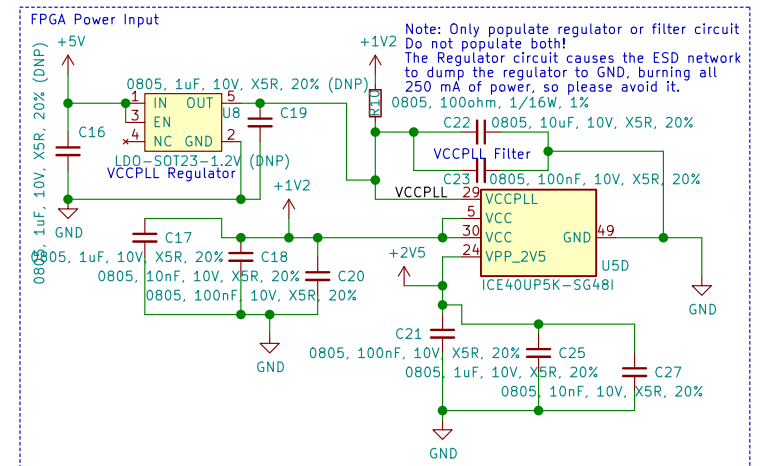 FPGA Power Input
Note: Only populate regulator or filter circuit
Do not populate both!
The Regulator circuit causes the ESD network
to dump the regulator to GND, burning all
250 mA of power, so please avoid it.
+5V
+1V2
0805, 1uF, 10V, X5R, 20% (DNP)
0805, 1uF, 10V, X5R, 20% (DNP)
1 IN OUT 5
U8
C19
3 EN
4 NC GND 2
C16
LDO-SOT23-1.2V (DNP)
VCCPLL Regulator
R10
0805, 100ohm, 1/16W, 1%
C22
0805, 10uF, 10V, X5R, 20%
VCCPLL Filter
C23
0805, 100nF, 10V, X5R, 20%
GND
+1V2
VCCPLL
29 VCCPLL
5 VCC
30 VCC GND 49
24 VPP_2V5
U5D
ICE40UP5K-SG48I
C17
0805, 1uF, 10V, X5R, 20%
C18
0805, 10nF, 10V, X5R, 20%
C20
0805, 100nF, 10V, X5R, 20%
+2V5
GND
GND
C21
0805, 100nF, 10V, X5R, 20%
C25
0805, 1uF, 10V, X5R, 20%
C27
0805, 10nF, 10V, X5R, 20%
GND